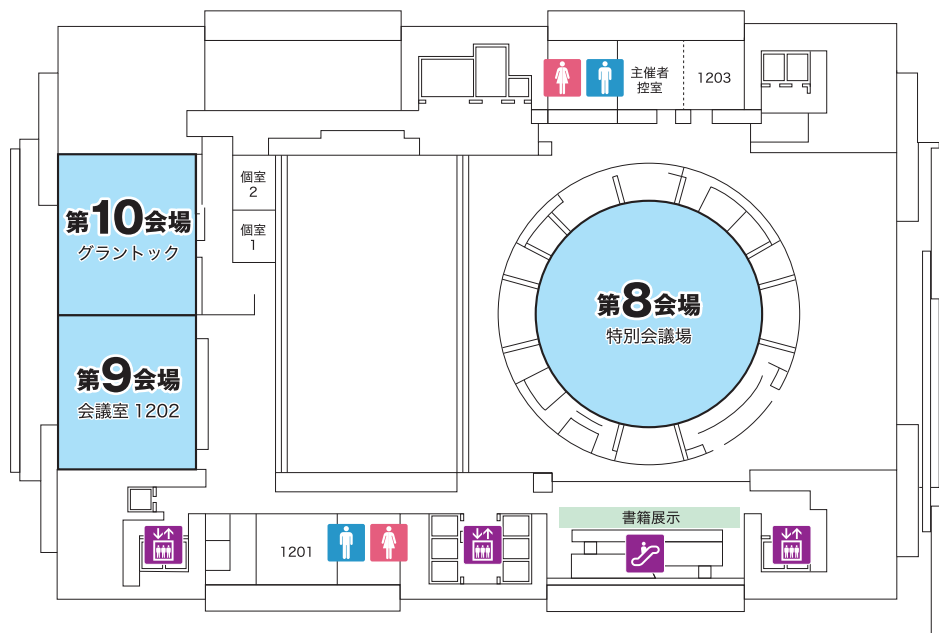 主催者
控室
1203
個室
2
個室
1
第10会場
グラントック
第8会場
特別会議場
第9会場
会議室 1202
書籍展示
1201